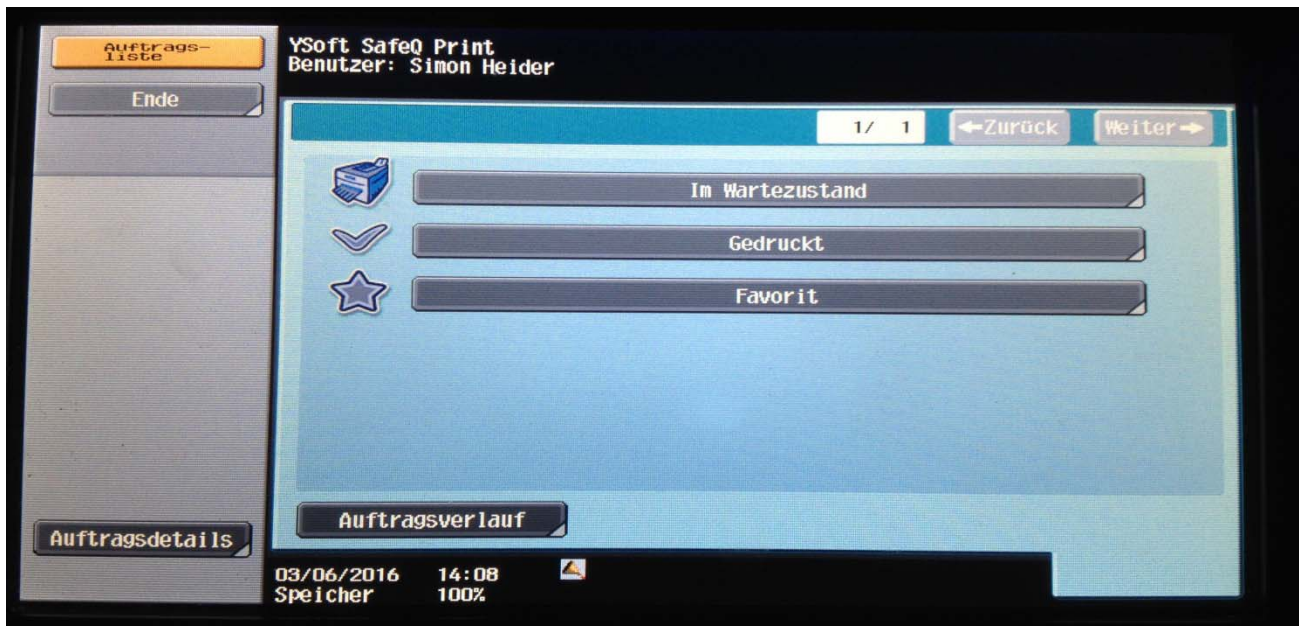 Auftrags-
liste
Ende
YSoft SafeQ Print
Benutzer: Simon Heider
1/ 1
←Zurück
Weiter→
Im Wartezustand
Gedruckt
Favorit
Auftragsverlauf
Auftragsdetails
03/06/2016 14:08
Speicher 100%